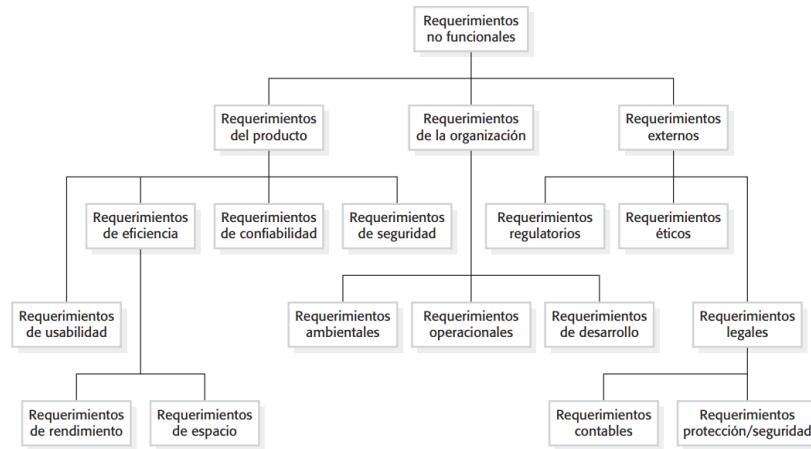 Requerimientos
no funcionales
Requerimientos
del producto
Requerimientos
de la organización
Requerimientos
externos
Requerimientos
de eficiencia
Requerimientos
de confiabilidad
Requerimientos
de seguridad
Requerimientos
regulatorios
Requerimientos
éticos
Requerimientos
de usabilidad
Requerimientos
ambientales
Requerimientos
operacionales
Requerimientos
de desarrollo
Requerimientos
legales
Requerimientos
de rendimiento
Requerimientos
de espacio
Requerimientos
contables
Requerimientos
protección/seguridad